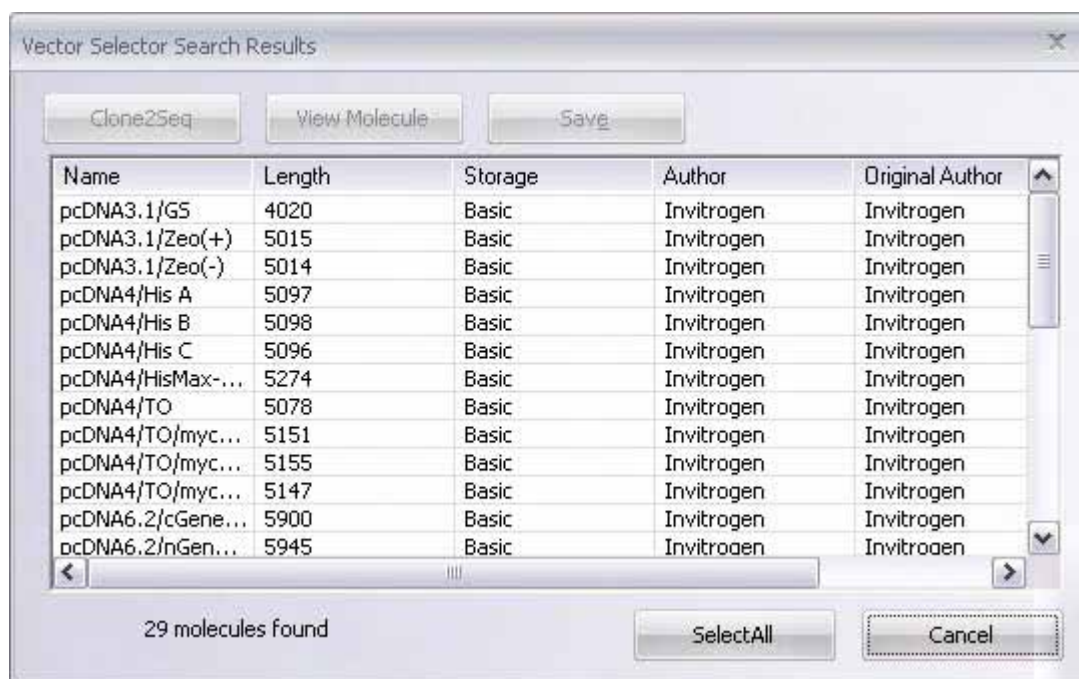 Vector Selector Search Results
Clone2Seq View Molecule Save
Name Length Storage Author Original Author
pcDNA3.1/GS 4020 Basic Invitrogen Invitrogen
pcDNA3.1/Zeo(+) 5015 Basic Invitrogen Invitrogen
pcDNA3.1/Zeo(-) 5014 Basic Invitrogen Invitrogen
pcDNA4/His A 5097 Basic Invitrogen Invitrogen
pcDNA4/His B 5098 Basic Invitrogen Invitrogen
pcDNA4/His C 5096 Basic Invitrogen Invitrogen
pcDNA4/HisMax-... 5274 Basic Invitrogen Invitrogen
pcDNA4/TO 5078 Basic Invitrogen Invitrogen
pcDNA4/TO/myc... 5151 Basic Invitrogen Invitrogen
pcDNA4/TO/myc... 5155 Basic Invitrogen Invitrogen
pcDNA4/TO/myc... 5147 Basic Invitrogen Invitrogen
pcDNA6.2/cGene... 5900 Basic Invitrogen Invitrogen
pcDNA6.2/nGen... 5945 Basic Invitrogen Invitrogen
29 molecules found SelectAll Cancel